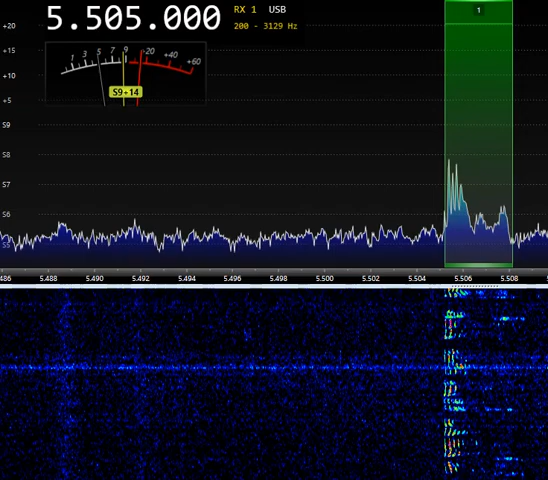 5.505.000 RX 1 USB
200 - 3129 Hz
1
+20
+15
+10
+5
S9
S8
S7
S6
S5
1 3 5 7 9 +20 +40 +60
S9+14
486 5.488 5.490 5.492 5.494 5.496 5.498 5.500 5.502 5.504 5.506 5.508